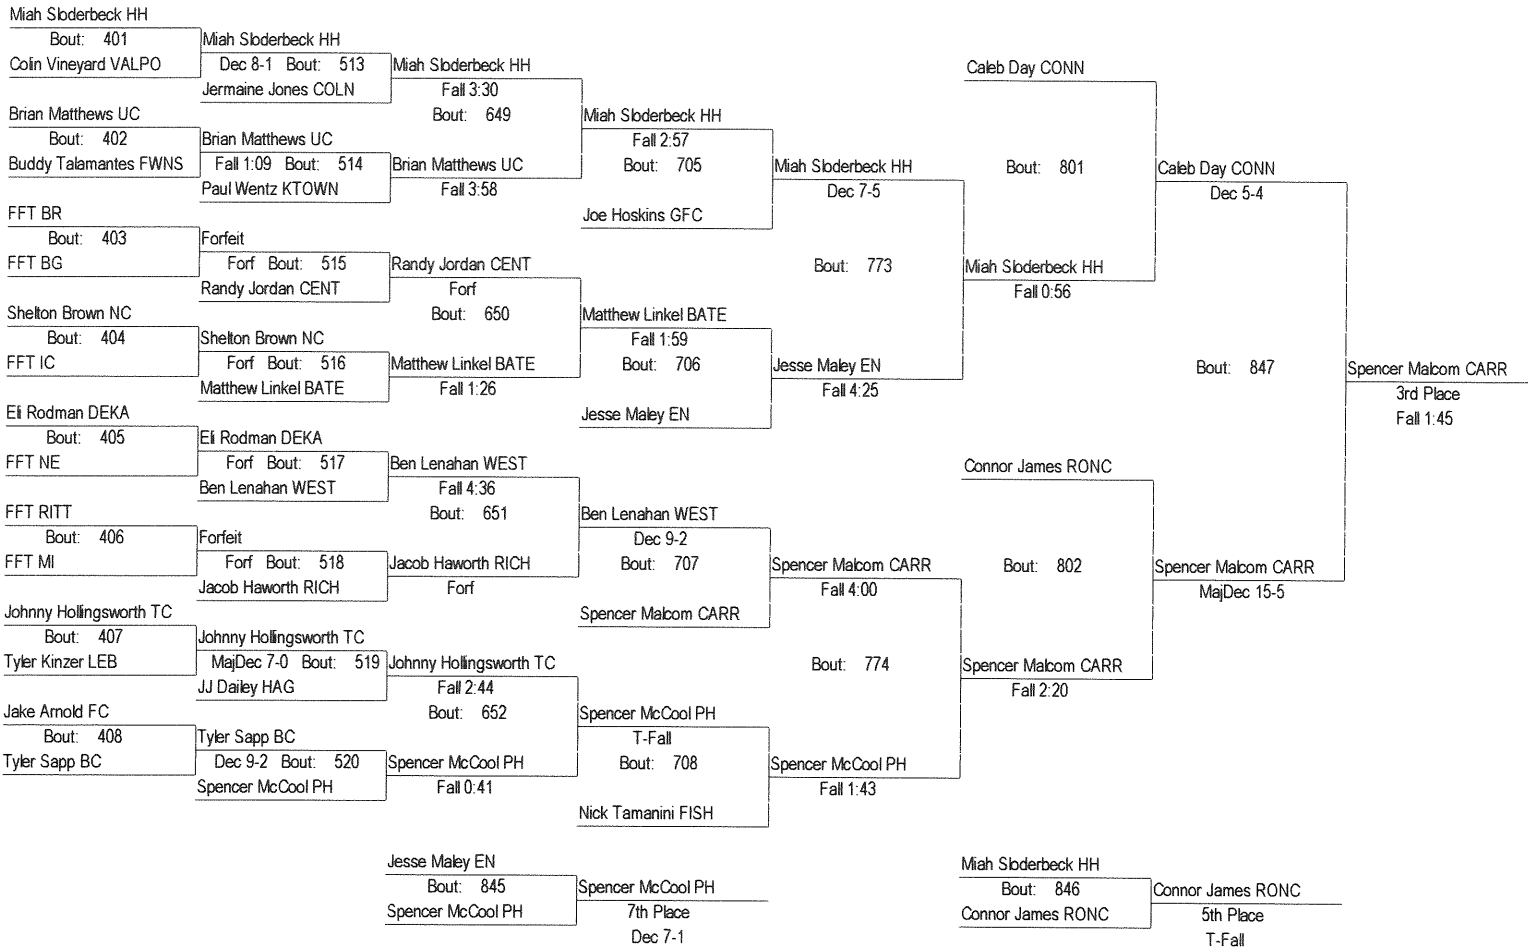 Miah Sloderbeck HH
Bout: 401
Colin Vineyard VALPO
Brian Matthews UC
Bout: 402
Buddy Talamantes FWNS
FFT BR
Bout: 403
FFT BG
Shelton Brown NC
Bout: 404
FFT IC
Eli Rodman DEKA
Bout: 405
FFT NE
FFT RITT
Bout: 406
FFT MI
Johnny Hollingsworth TC
Bout: 407
Tyler Kinzer LEB
Jake Arnold FC
Bout: 408
Tyler Sapp BC
Miah Sloderbeck HH
Dec 8-1 Bout: 513
Jermaine Jones COLN
Brian Matthews UC
Fall 1:09 Bout: 514
Paul Wentz KTOWN
Forfeit
Forf Bout: 515
Randy Jordan CENT
Shelton Brown NC
Forf Bout: 516
Matthew Linkel BATE
Eli Rodman DEKA
Forf Bout: 517
Ben Lenahan WEST
Forfeit
Forf Bout: 518
Jacob Haworth RICH
Johnny Hollingsworth TC
MajDec 7-0 Bout: 519
JJ Dailey HAG
Tyler Sapp BC
Dec 9-2 Bout: 520
Spencer McCool PH
Miah Sloderbeck HH
Fall 3:30
Bout: 649
Brian Matthews UC
Fall 3:58
Randy Jordan CENT
Forf
Bout: 650
Matthew Linkel BATE
Fall 1:26
Ben Lenahan WEST
Fall 4:36
Bout: 651
Jacob Haworth RICH
Forf
Johnny Hollingsworth TC
Fall 2:44
Bout: 652
Spencer McCool PH
Fall 0:41
Miah Sloderbeck HH
Fall 2:57
Bout: 705
Joe Hoskins GFC
Matthew Linkel BATE
Fall 1:59
Bout: 706
Jesse Maley EN
Ben Lenahan WEST
Dec 9-2
Bout: 707
Spencer Malcom CARR
Spencer McCool PH
T-Fall
Bout: 708
Nick Tamanini FISH
Miah Sloderbeck HH
Dec 7-5
Bout: 773
Jesse Maley EN
Fall 4:25
Spencer Malcom CARR
Fall 4:00
Bout: 774
Spencer McCool PH
Fall 1:43
Caleb Day CONN
Bout: 801
Miah Sloderbeck HH
Fall 0:56
Connor James RONC
Bout: 802
Spencer Malcom CARR
Fall 2:20
Caleb Day CONN
Dec 5-4
Bout: 847
Spencer Malcom CARR
MajDec 15-5
Spencer Malcom CARR
3rd Place
Fall 1:45
Jesse Maley EN
Bout: 845
Spencer McCool PH
Spencer McCool PH
7th Place
Dec 7-1
Miah Sloderbeck HH
Bout: 846
Connor James RONC
Connor James RONC
5th Place
T-Fall